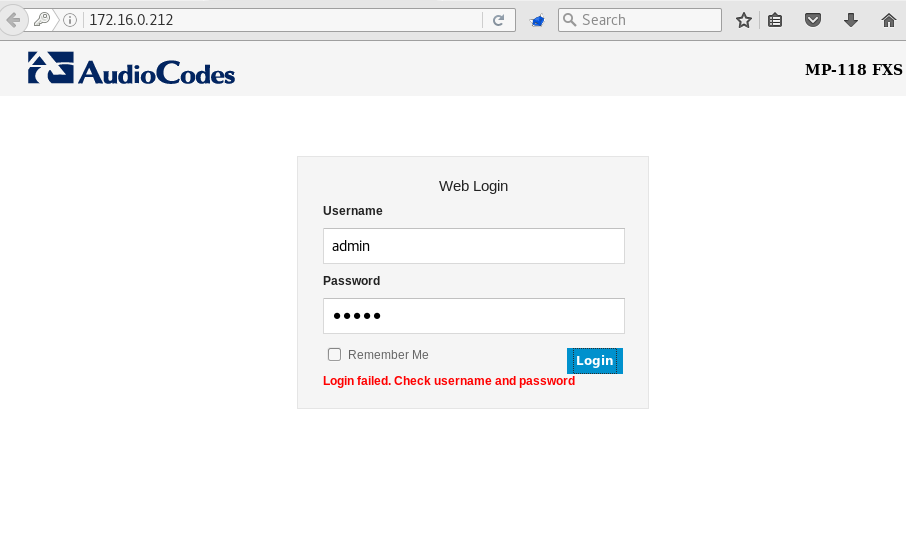 172.16.0.212
Search
AudioCodes
MP-118 FXS
Web Login
Username
admin
Password
●●●●●
Remember Me
Login
Login failed. Check username and password